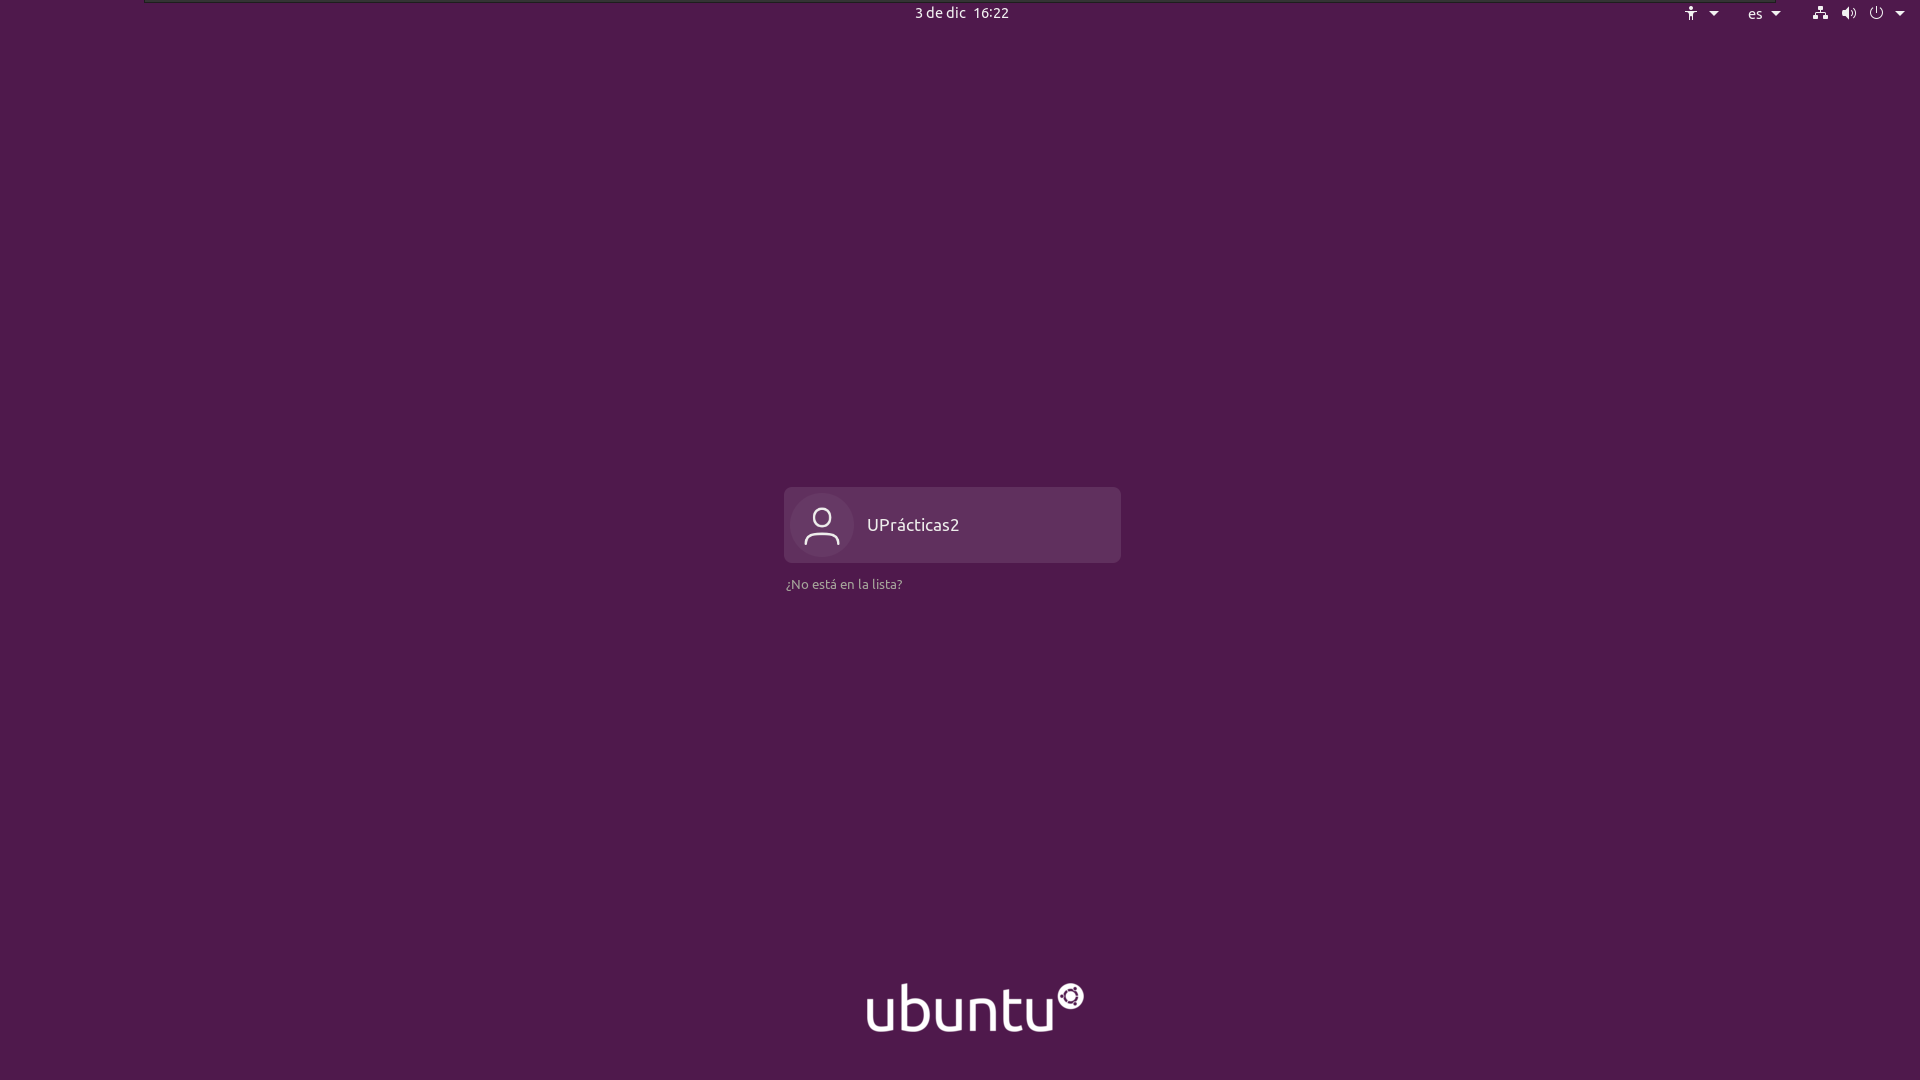 3 de dic 16:22
es
UPrácticas2
¿No está en la lista?
ubuntu